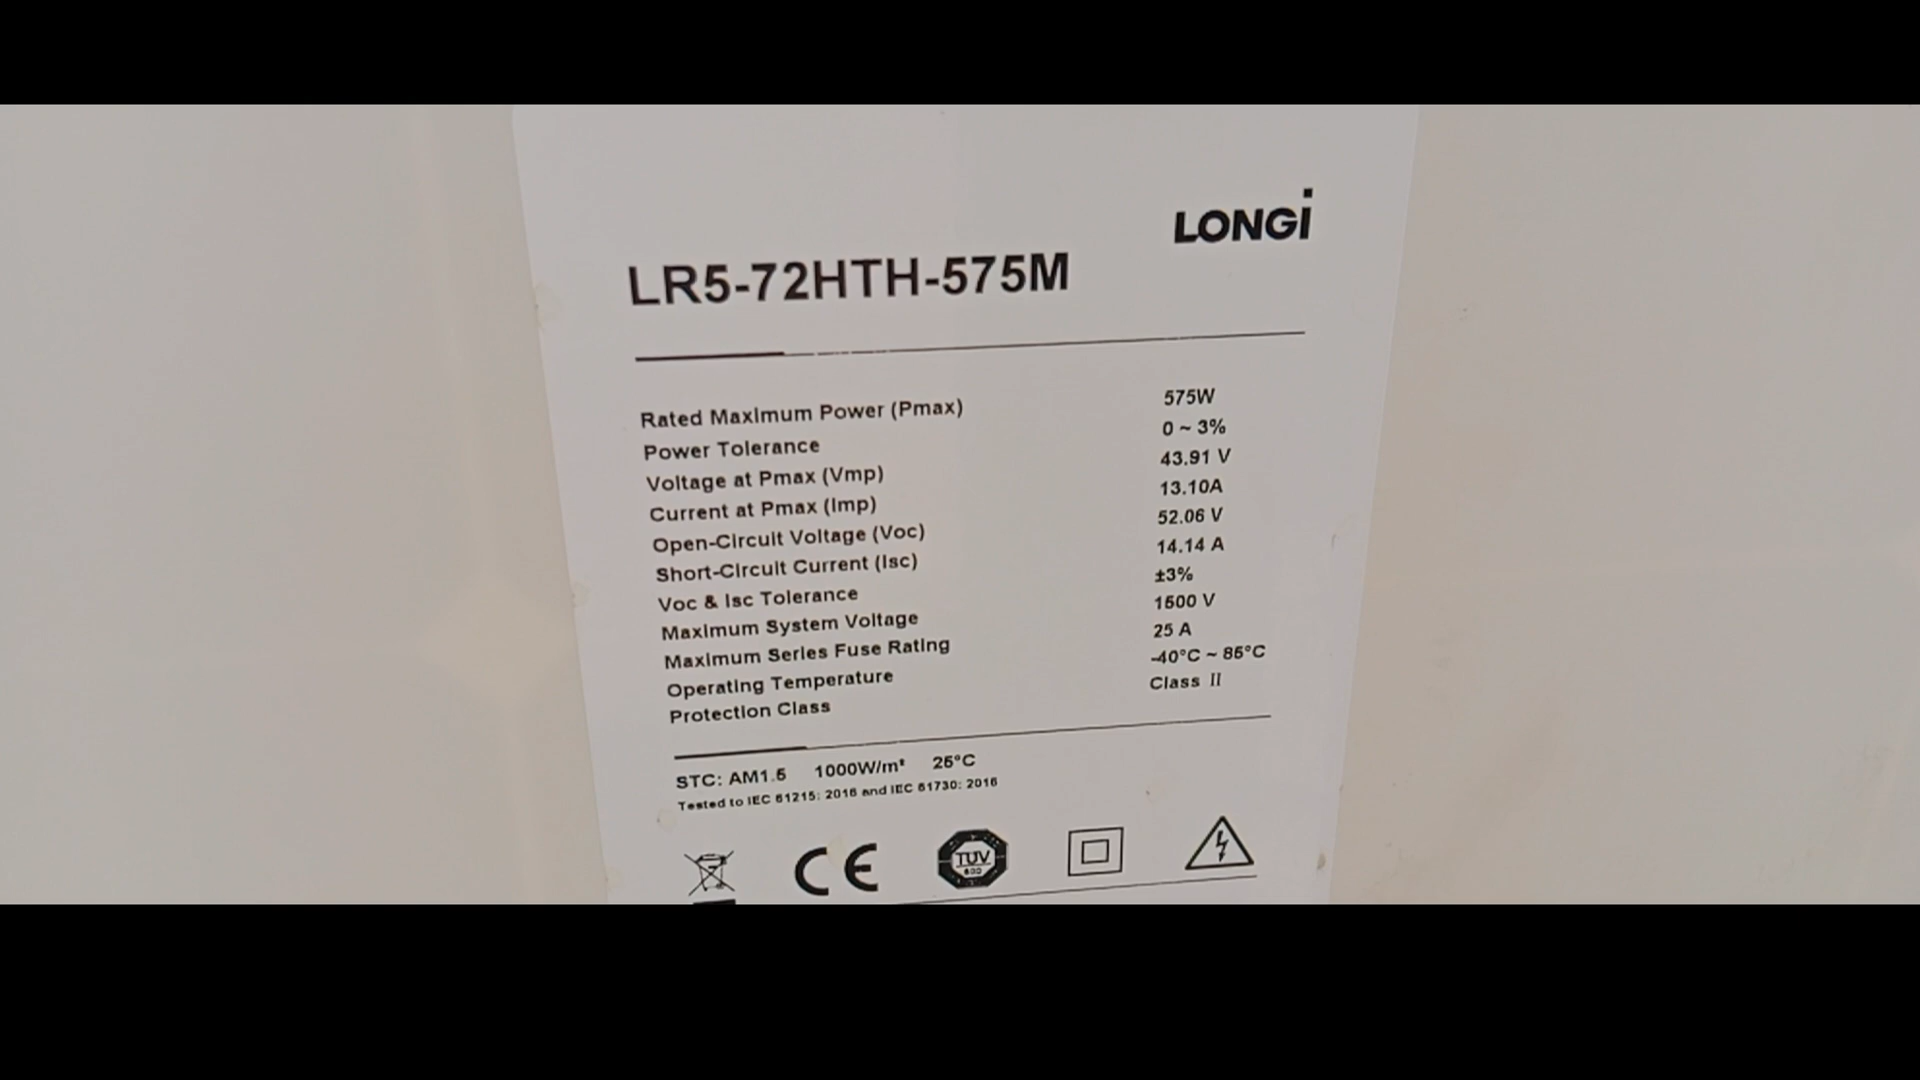 LONGi
LR5-72HTH-575M
Rated Maximum Power (Pmax) 575W
Power Tolerance 0 ~ 3%
Voltage at Pmax (Vmp) 43.91 V
Current at Pmax (Imp) 13.10A
Open-Circuit Voltage (Voc) 52.06 V
Short-Circuit Current (Isc) 14.14 A
Voc & Isc Tolerance ±3%
Maximum System Voltage 1500 V
Maximum Series Fuse Rating 25 A
Operating Temperature -40°C ~ 85°C
Protection Class Class II
STC: AM1.5 1000W/m² 25°C
Tested to IEC 61215: 2016 and IEC 61730: 2016
CE
TUV